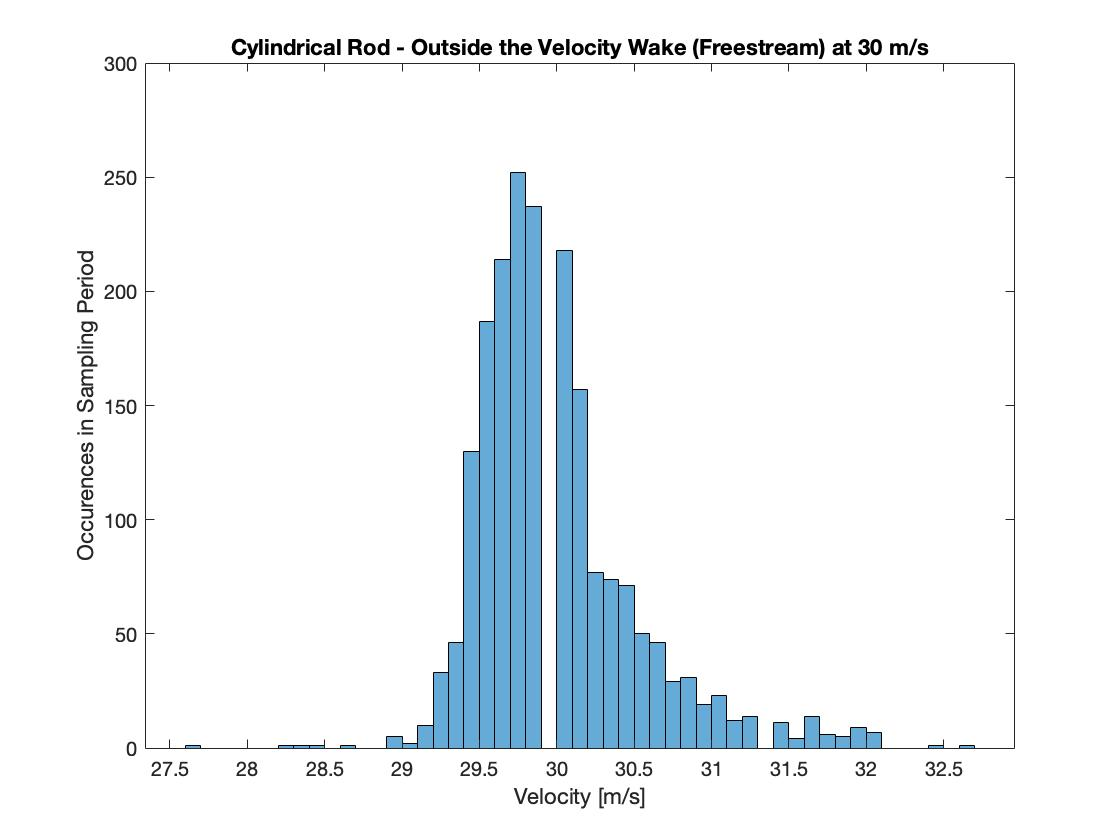 Cylindrical Rod - Outside the Velocity Wake (Freestream) at 30 m/s
300
250
200
150
100
50
0
Occurences in Sampling Period
27.5 28 28.5 29 29.5 30 30.5 31 31.5 32 32.5
Velocity [m/s]